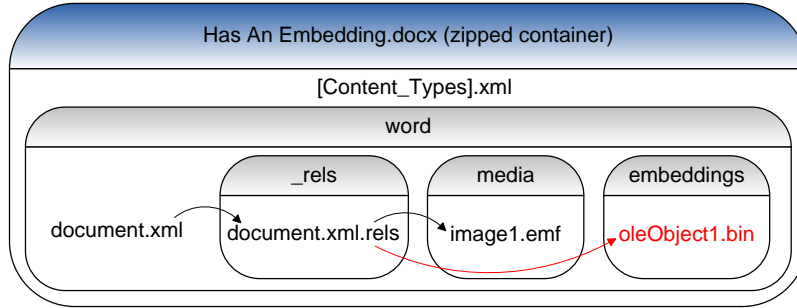 Has An Embedding.docx (zipped container)
[Content_Types].xml
word
_rels
media
embeddings
document.xml
document.xml.rels
image1.emf
oleObject1.bin